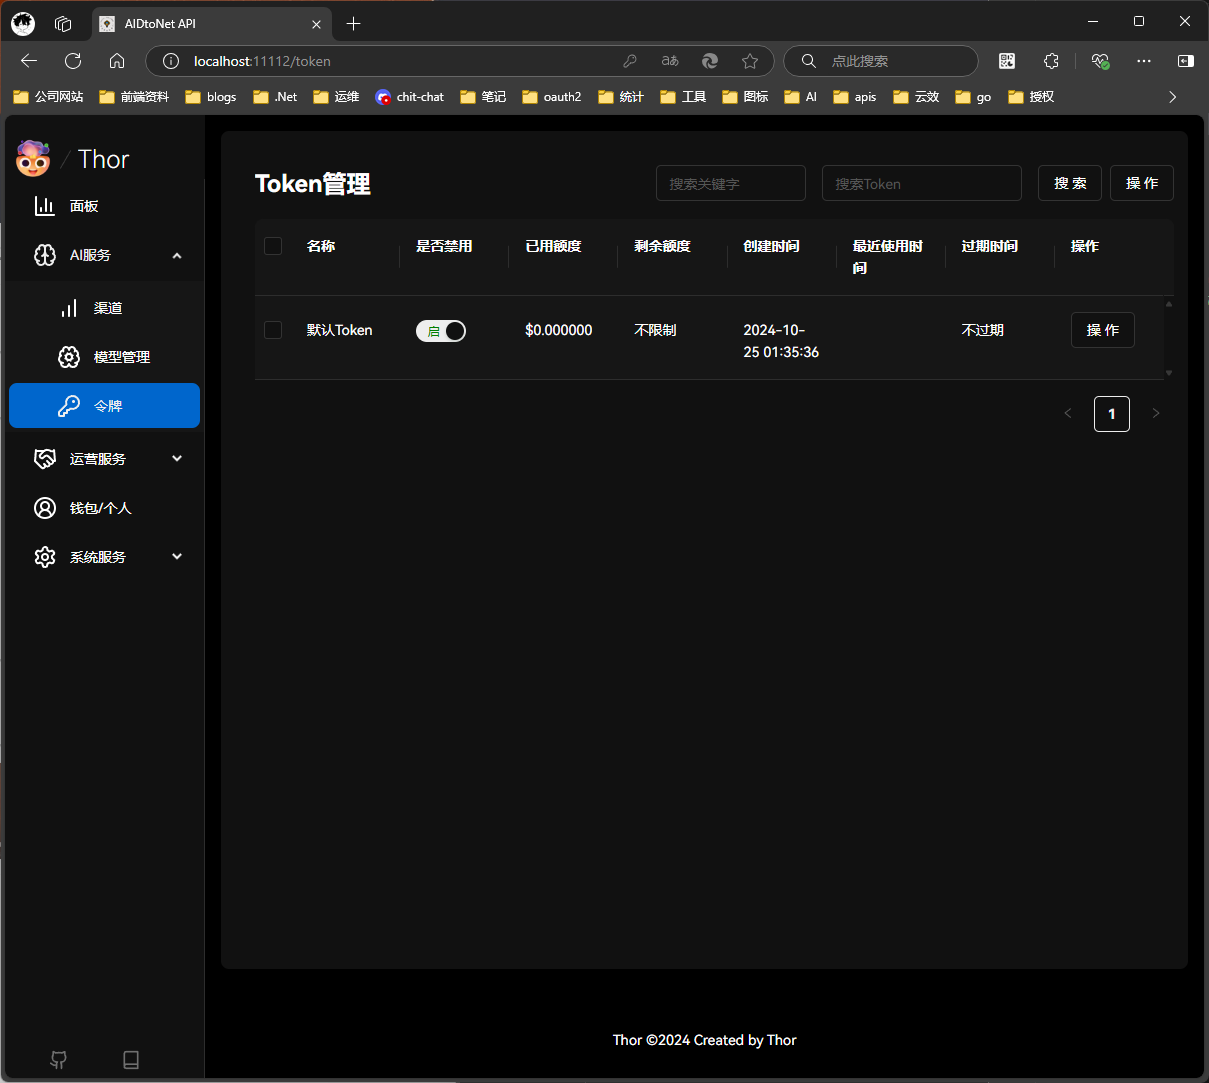 AIDtoNet API
localhost:11112/token
aあ
点此搜索
公司网站
前端资料
blogs
.Net
运维
chit-chat
笔记
oauth2
统计
工具
图标
AI
apis
云效
go
授权
/ Thor
面板
AI服务
渠道
模型管理
令牌
运营服务
钱包/个人
系统服务
Token管理
搜索关键字
搜索Token
搜 索
操 作
名称
是否禁用
已用额度
剩余额度
创建时间
最近使用时
间
过期时间
操作
默认Token
启
$0.000000
不限制
2024-10-
25 01:35:36
不过期
操 作
1
Thor ©2024 Created by Thor